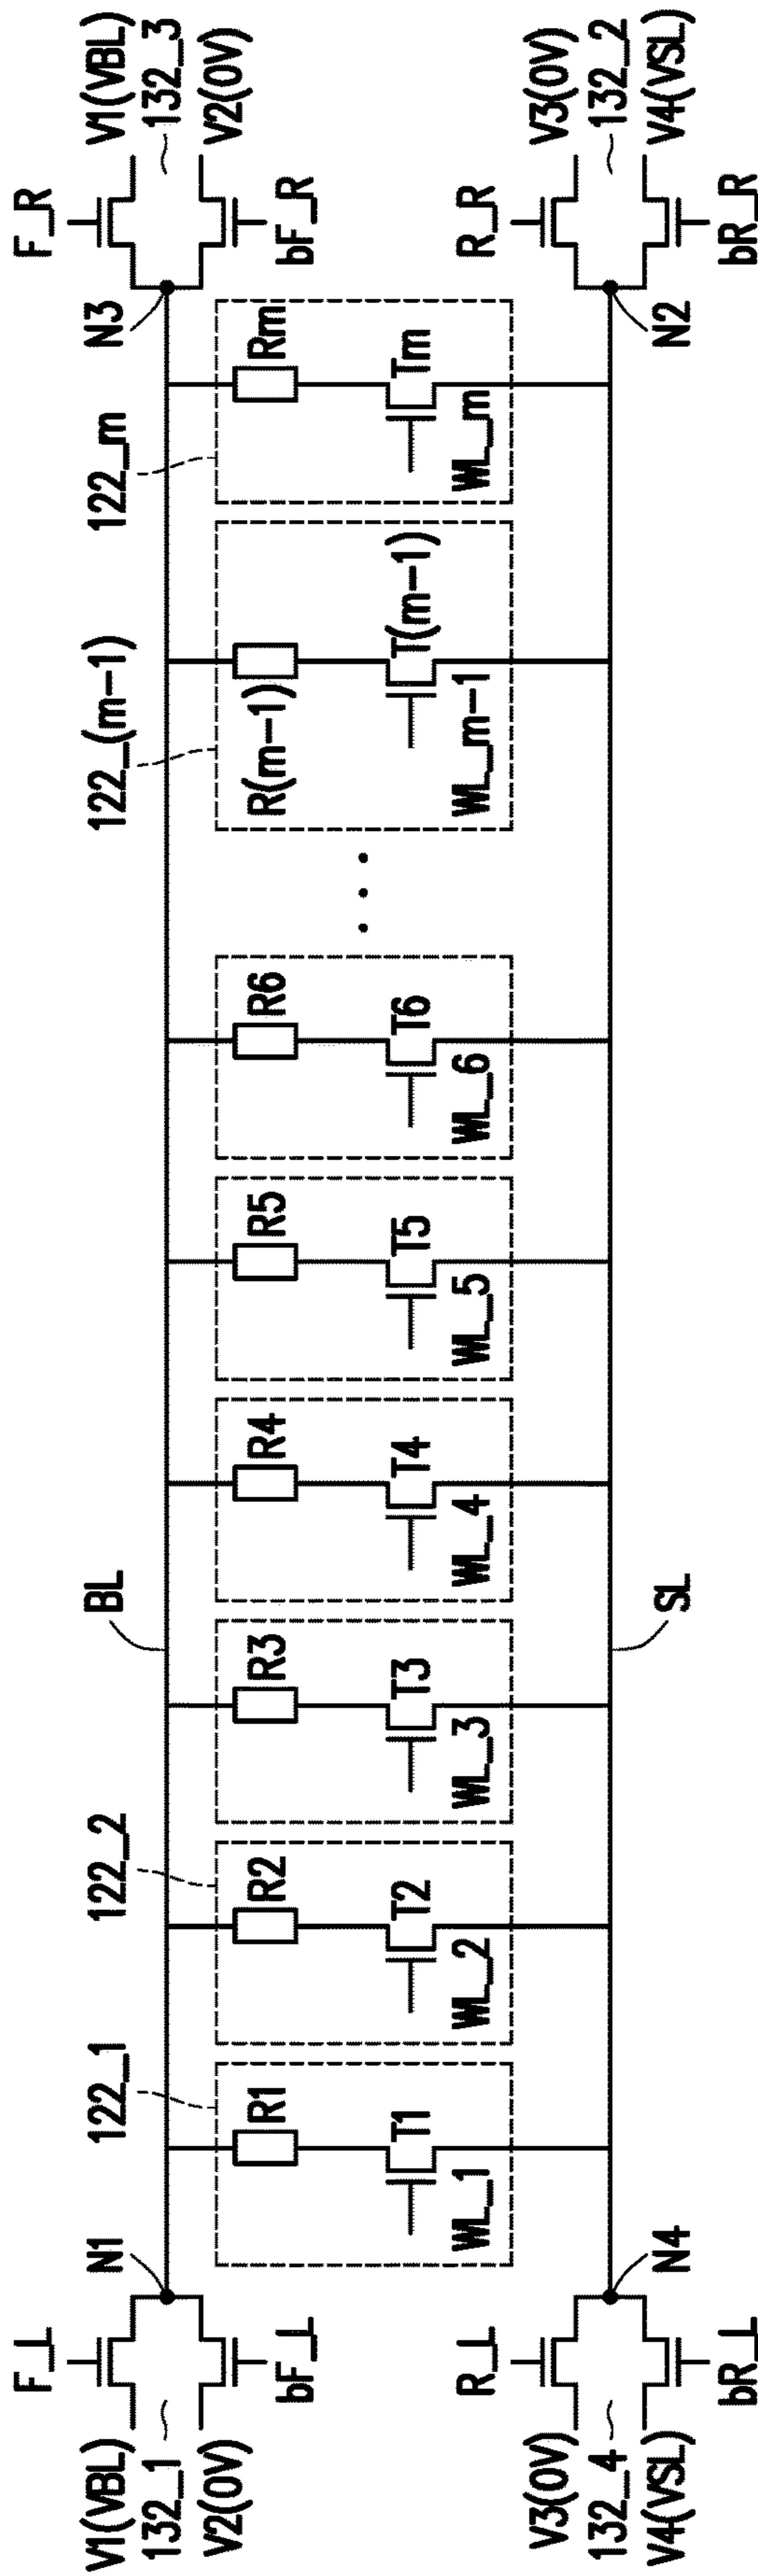 F_L
V1(VBL)
132_1
V2(0V)
bF_L
N1
122_1
122_2
BL
122_(m-1)
122_m
N3
F_R
V1(VBL)
132_3
V2(0V)
bF_R
R1
T1
WL_1
R2
T2
WL_2
R3
T3
WL_3
R4
T4
WL_4
R5
T5
WL_5
R6
T6
WL_6
R(m-1)
T(m-1)
WL_m-1
Rm
Tm
WL_m
R_L
V3(0V)
132_4
V4(VSL)
bR_L
N4
SL
N2
R_R
V3(0V)
132_2
V4(VSL)
bR_R